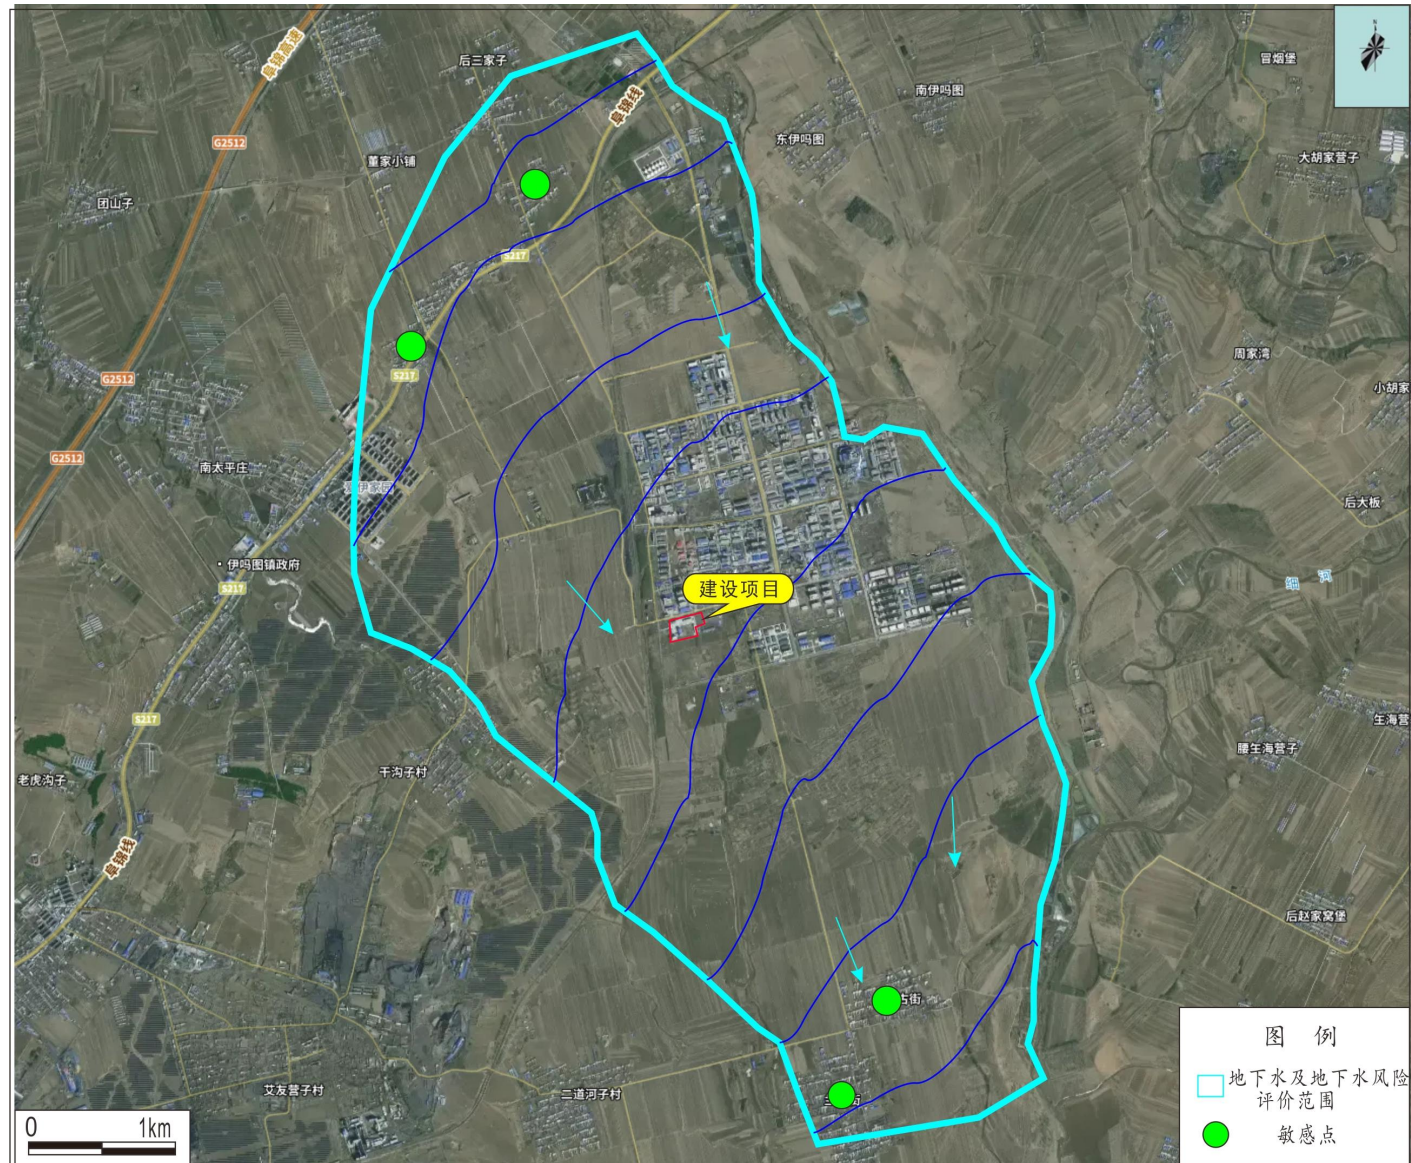 N
阜锦高速
后三家子
冒烟堡
阜锦线
南伊吗图
G2512
东伊吗图
董家小铺
大胡家营子
团山子
S217
周家湾
G2512
S217
小胡家
G2512
南太平庄
伊家园
后大板
伊吗图镇政府
细河
S217
建设项目
S217
生海营
腰生海营子
干沟子村
老虎沟子
阜锦线
后赵家窝堡
古街
图 例
地下水及地下水风险
评价范围
敏感点
艾友营子村
二道河子村
街
0 1km